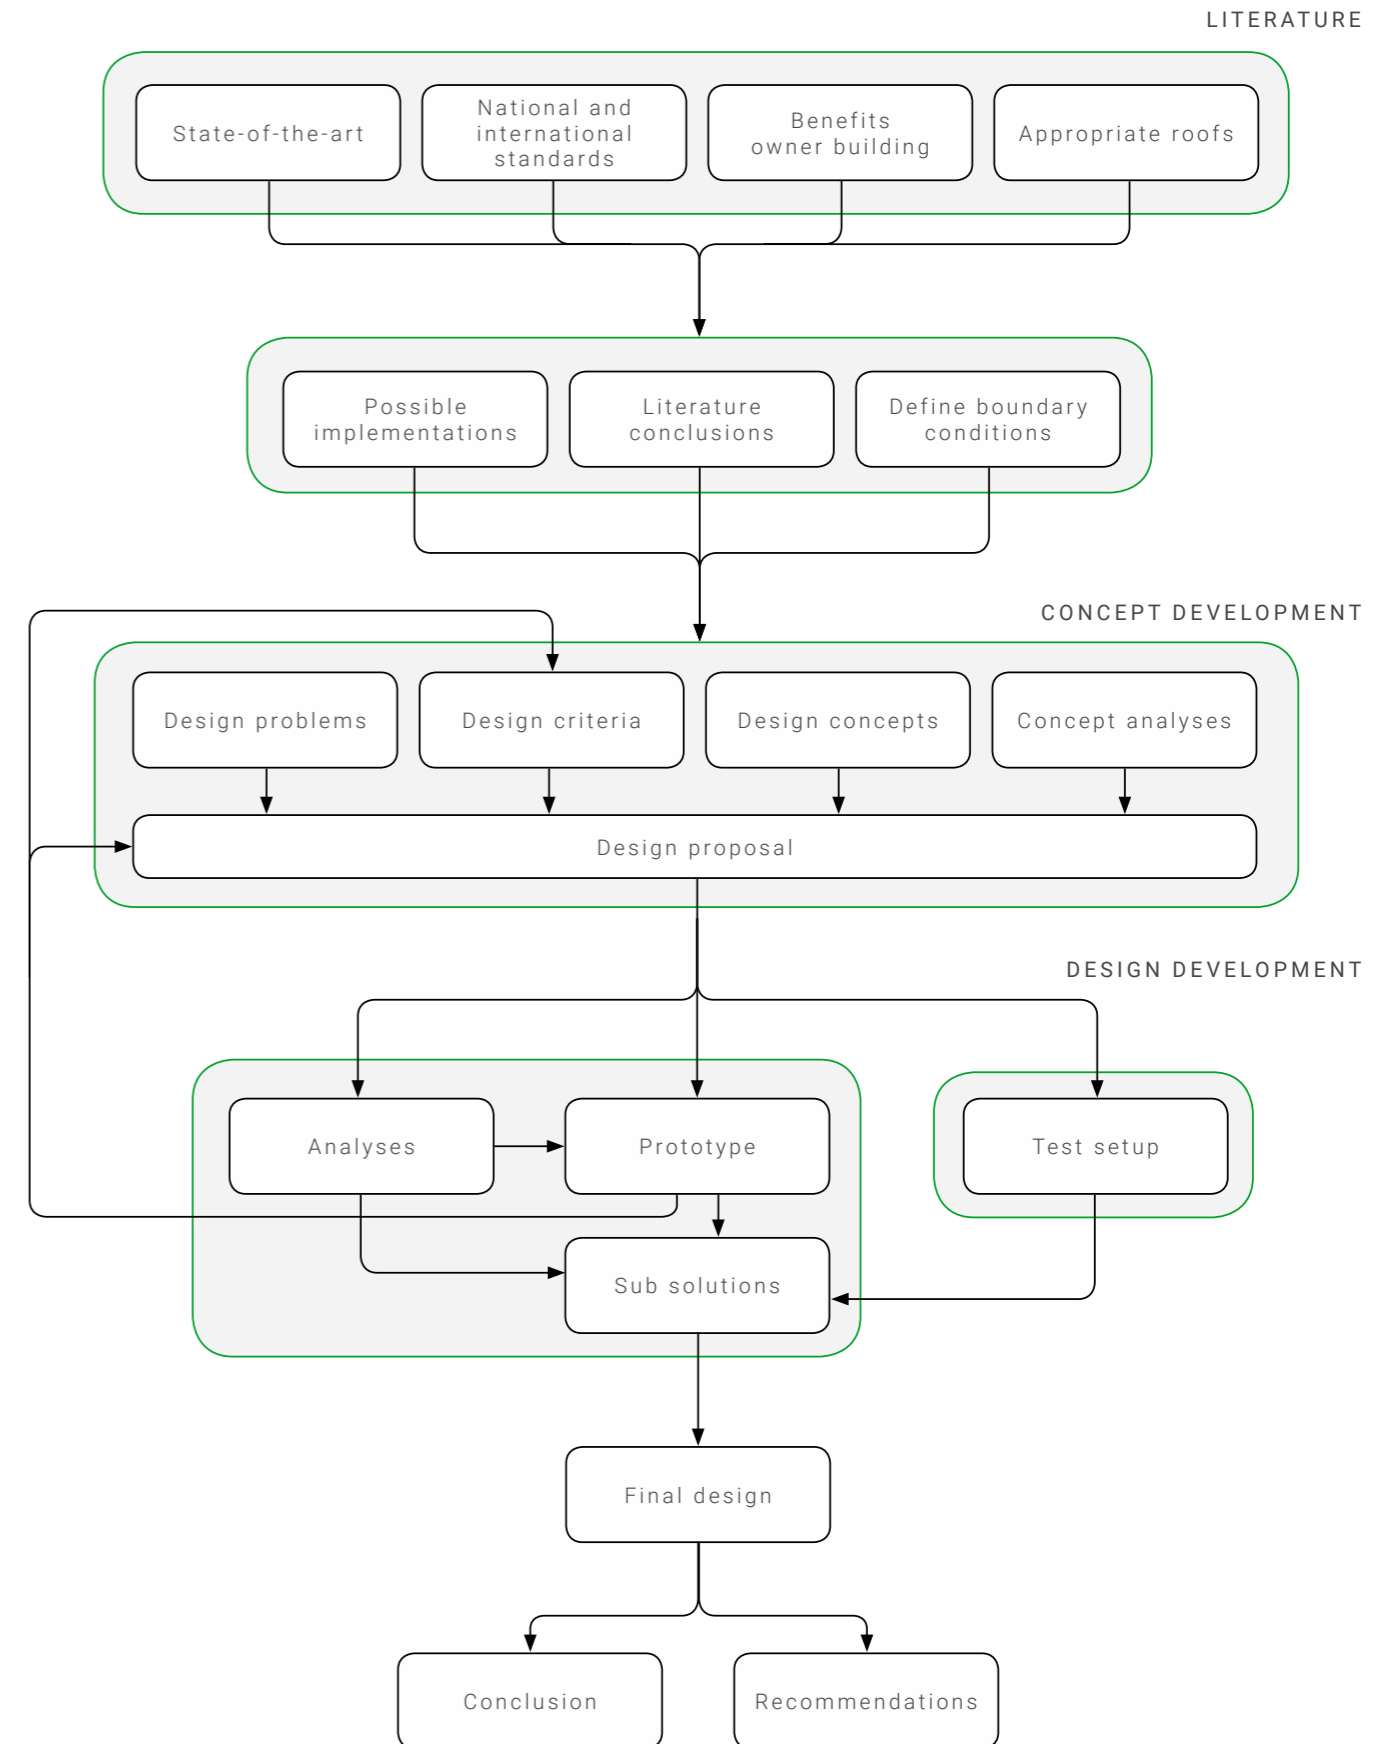 LITERATURE
State-of-the-art
National and
international
standards
Benefits
owner building
Appropriate roofs
Possible
implementations
Literature
conclusions
Define boundary
conditions
CONCEPT DEVELOPMENT
Design problems
Design criteria
Design concepts
Concept analyses
Design proposal
DESIGN DEVELOPMENT
Analyses
Prototype
Test setup
Sub solutions
Final design
Conclusion
Recommendations